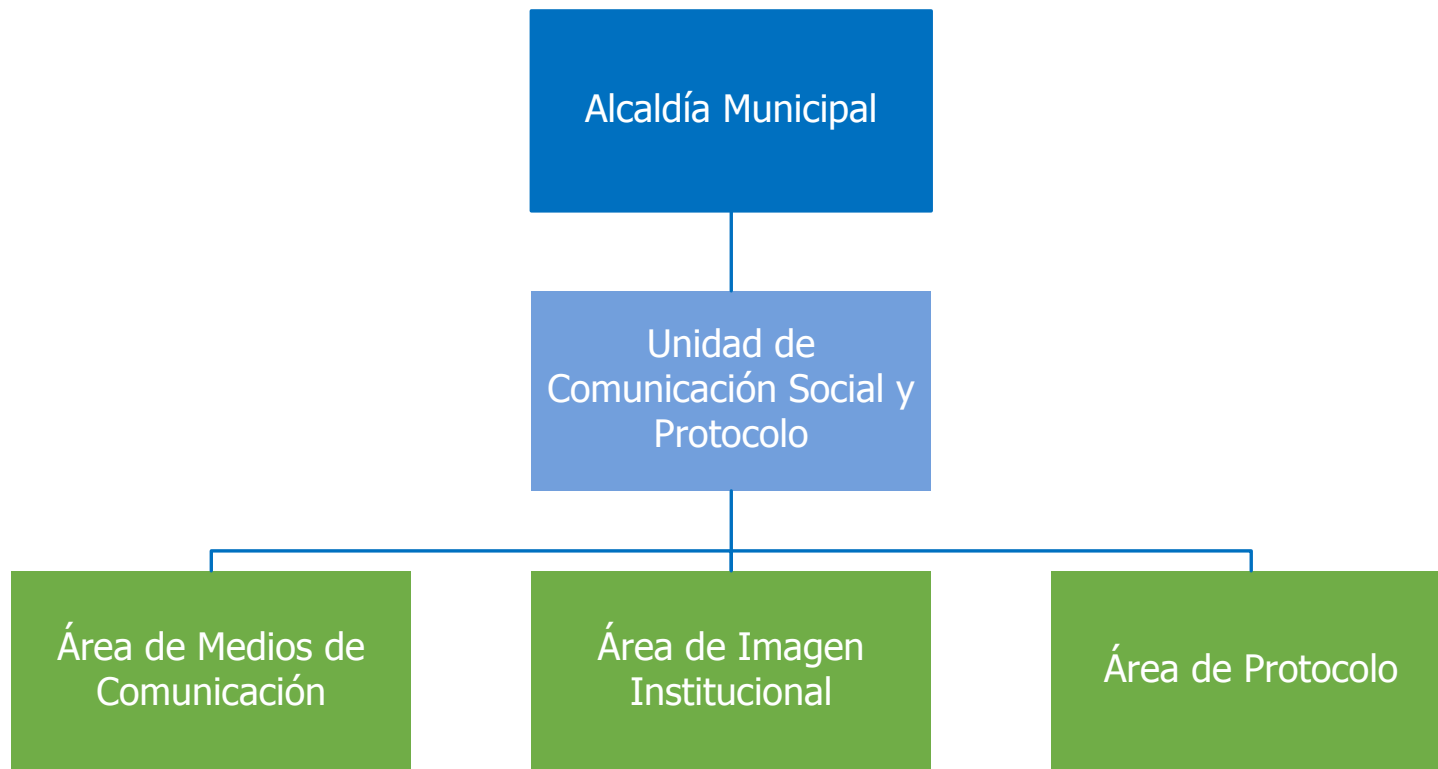 Alcaldía Municipal
Unidad de
Comunicación Social y
Protocolo
Área de Medios de
Comunicación
Área de Imagen
Institucional
Área de Protocolo